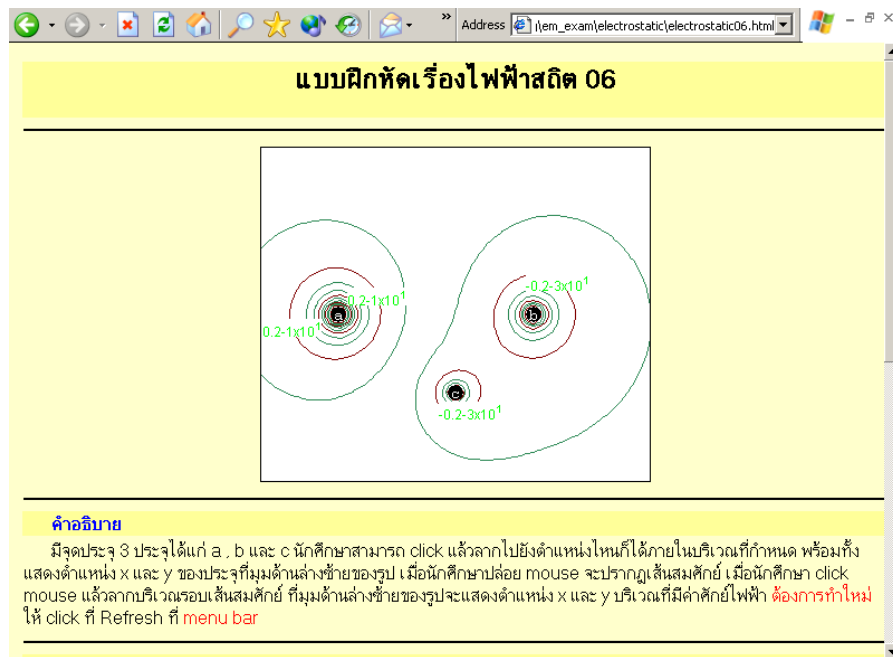 Address \\em_exam\electrostatic\electrostatic06.html
แบบฝึกหัดเรื่องไฟฟ้าสถิต 06
a
0.2-1x10¹
0.2-1x10¹
-0.2-3x10¹
b
c
-0.2-3x10¹
คำอธิบาย
มีจุดประจุ 3 ประจุได้แก่ a , b และ c นักศึกษาสามารถ click แล้วลากไปยังตำแหน่งไหนก็ได้ภายในบริเวณที่กำหนด พร้อมทั้ง
แสดงตำแหน่ง x และ y ของประจุที่มุมด้านล่างซ้ายของรูป เมื่อนักศึกษาปล่อย mouse จะปรากฏเส้นสมศักย์ เมื่อนักศึกษา click
mouse แล้วลากบริเวณรอบเส้นสมศักย์ ที่มุมด้านล่างซ้ายของรูปจะแสดงตำแหน่ง x และ y บริเวณที่มีค่าศักย์ไฟฟ้า ต้องการทำใหม่
ให้ click ที่ Refresh ที่ menu bar